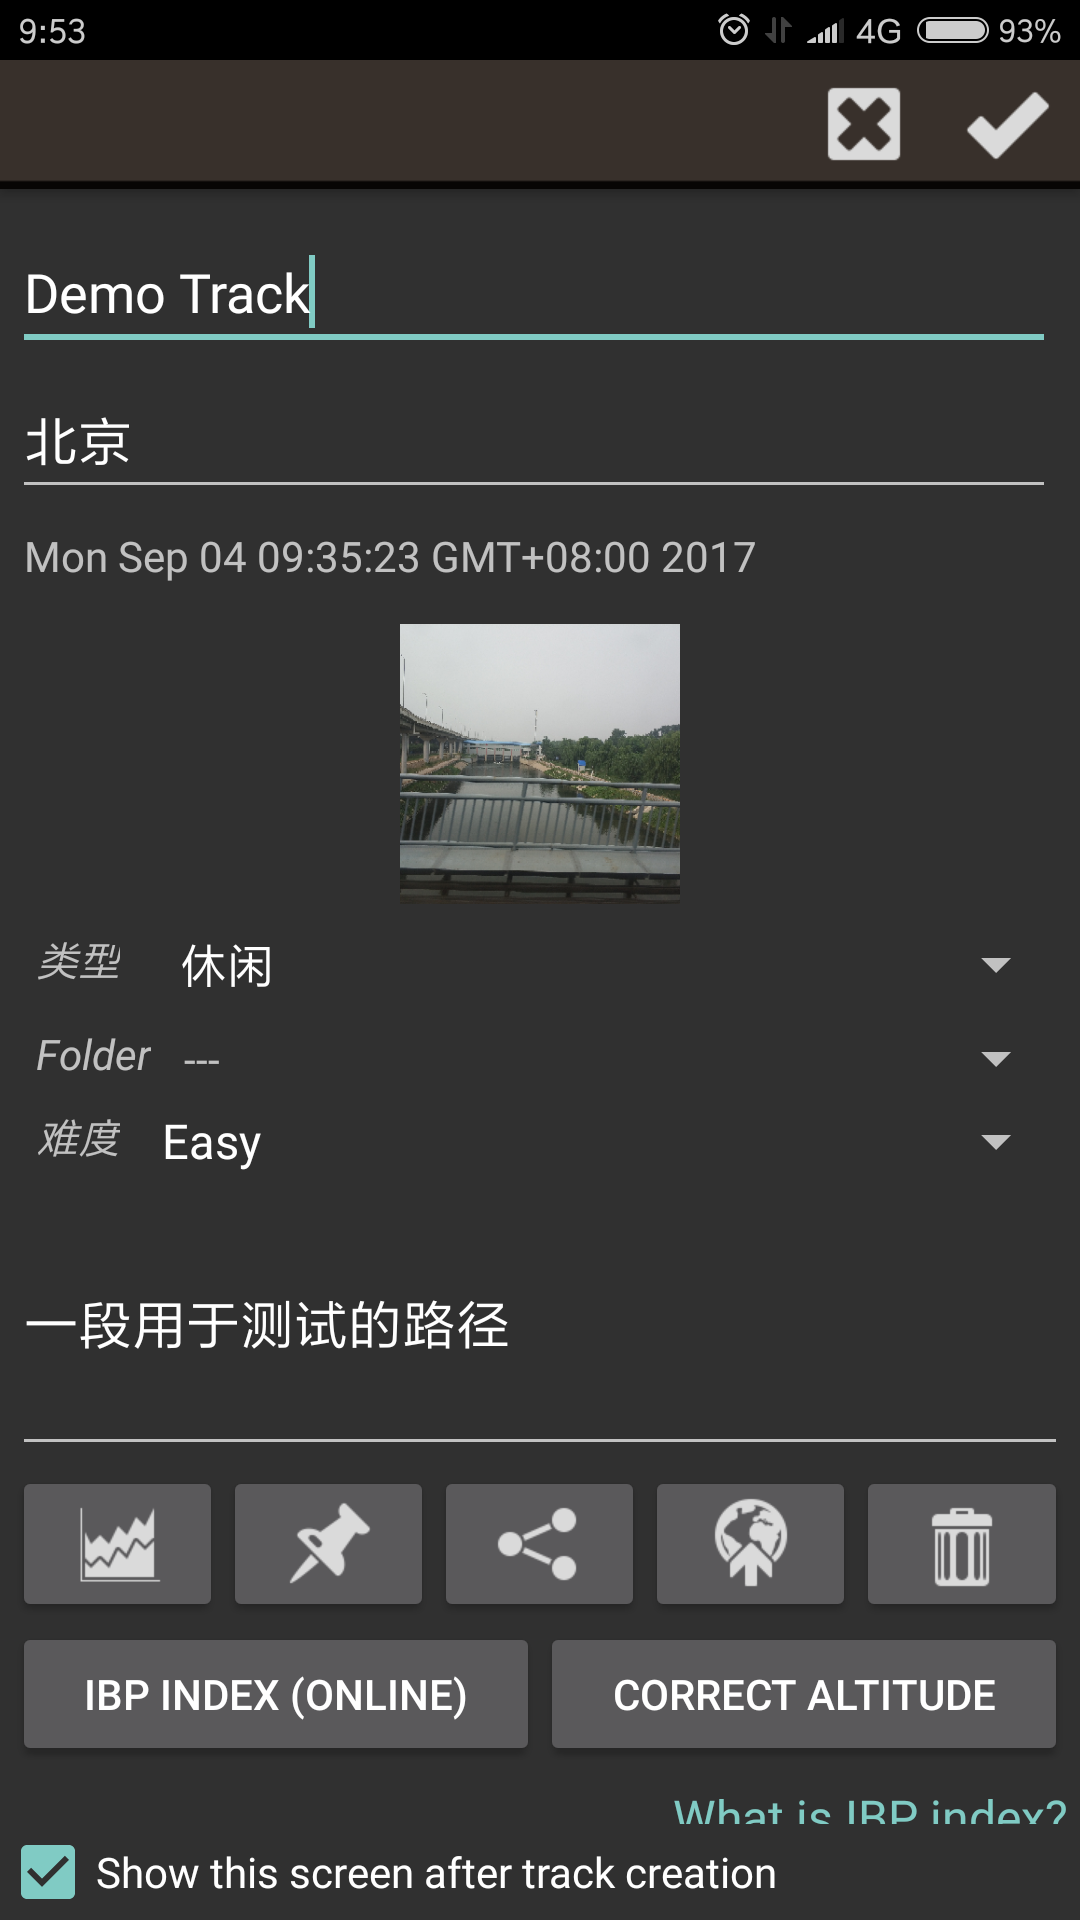 9:53
4G 93%
Demo Track
北京
Mon Sep 04 09:35:23 GMT+08:00 2017
类型 休闲
Folder ---
难度 Easy
一段用于测试的路径
IBP INDEX (ONLINE) CORRECT ALTITUDE
What is IBP index?
Show this screen after track creation